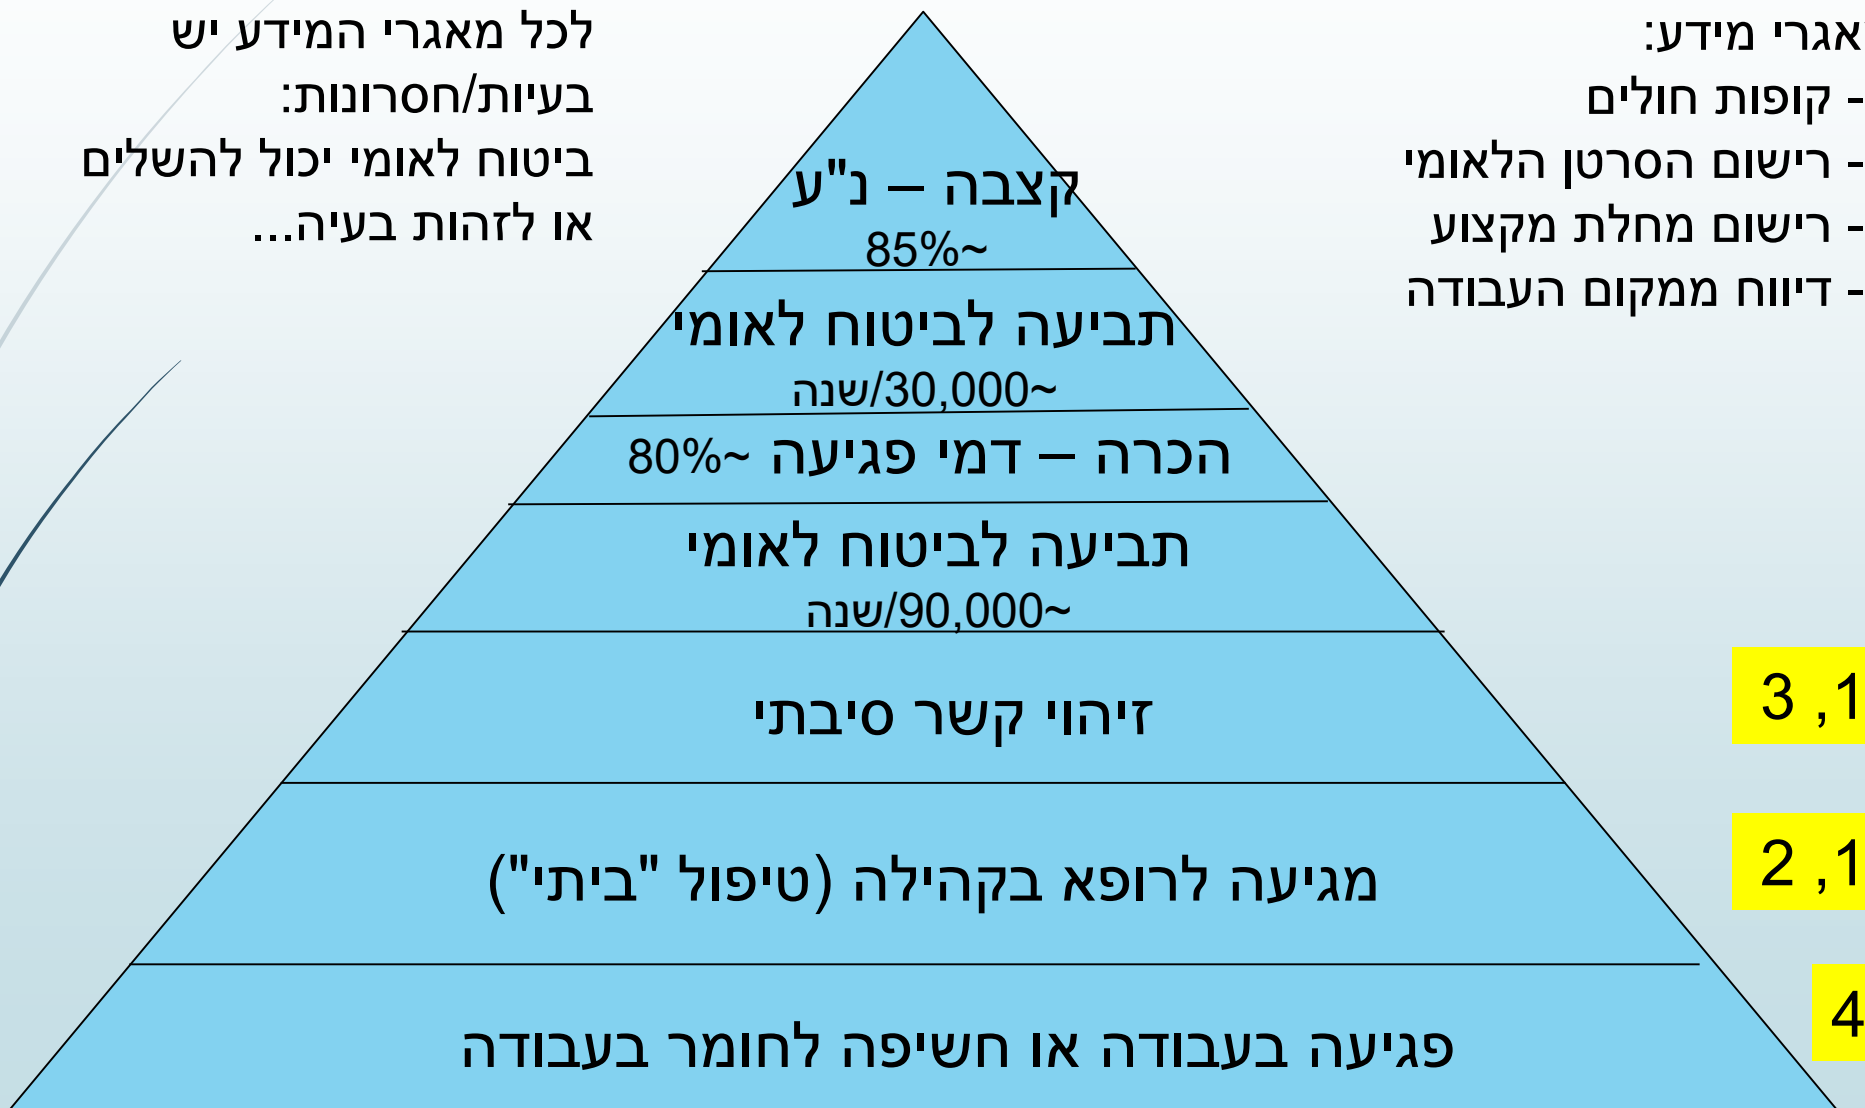 אגרי מידע:
- קופות חולים
- רישום הסרטן הלאומי
- רישום מחלת מקצוע
- דיווח ממקום העבודה
לכל מאגרי המידע יש
בעיות/חסרונות:
ביטוח לאומי יכול להשלים
או לזהות בעיה...
קצבה – נ"ע
~85%
תביעה לביטוח לאומי
~30,000/שנה
הכרה – דמי פגיעה ~80%
תביעה לביטוח לאומי
~90,000/שנה
זיהוי קשר סיבתי
1, 3
מגיעה לרופא בקהילה (טיפול "ביתי")
1, 2
פגיעה בעבודה או חשיפה לחומר בעבודה
4